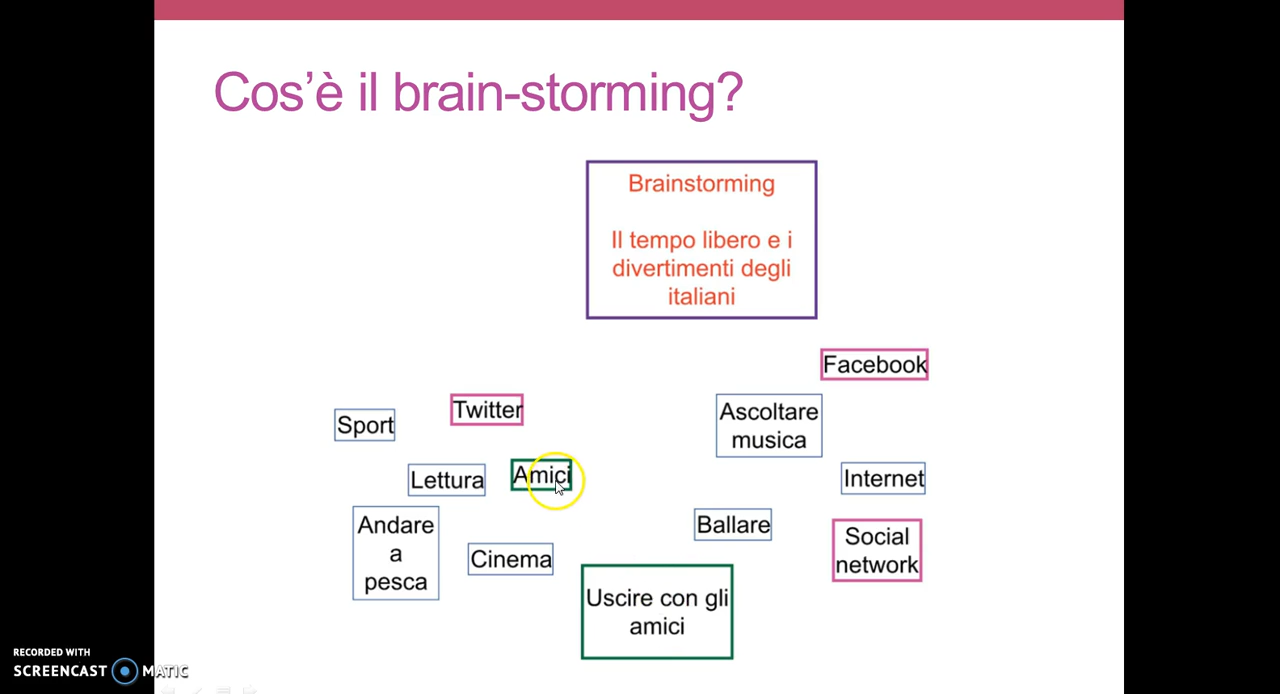 Cos'è il brain-storming?
Brainstorming
Il tempo libero e i
divertimenti degli
italiani
Facebook
Twitter
Sport
Ascoltare
musica
Lettura
Amici
Internet
Andare
a
pesca
Cinema
Ballare
Social
network
Uscire con gli
amici
RECORDED WITH
SCREENCAST MATIC